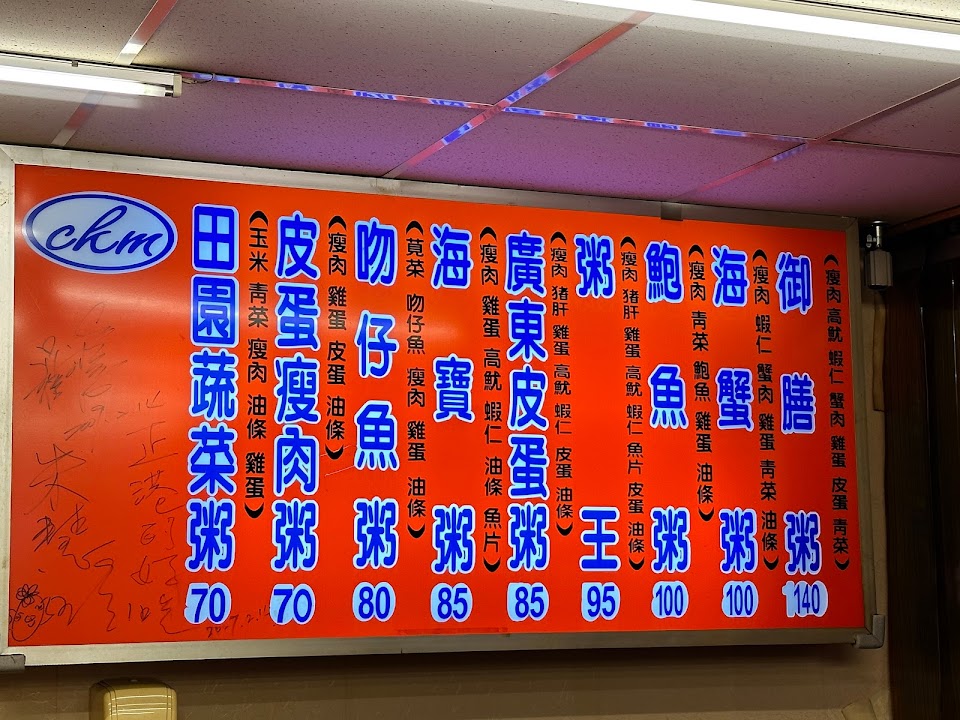 ckm
田園蔬菜粥 70
(玉米 青菜 瘦肉 油條 雞蛋)
皮蛋瘦肉粥 70
(瘦肉 雞蛋 皮蛋 油條)
吻仔魚粥 80
(莧菜 吻仔魚 瘦肉 雞蛋 油條)
海寶粥 85
(瘦肉 雞蛋 高魷 蝦仁 油條 魚片)
廣東皮蛋粥 85
(瘦肉 猪肝 雞蛋 高魷 蝦仁 皮蛋 油條)
粥王 95
(瘦肉 猪肝 雞蛋 高魷 蝦仁 魚片 皮蛋 油條)
鮑魚粥 100
(瘦肉 青菜 鮑魚 雞蛋 油條)
海蟹粥 100
(瘦肉 蝦仁 蟹肉 雞蛋 青菜 油條)
御膳粥 140
(瘦肉 高魷 蝦仁 蟹肉 雞蛋 皮蛋 青菜)
正港的好